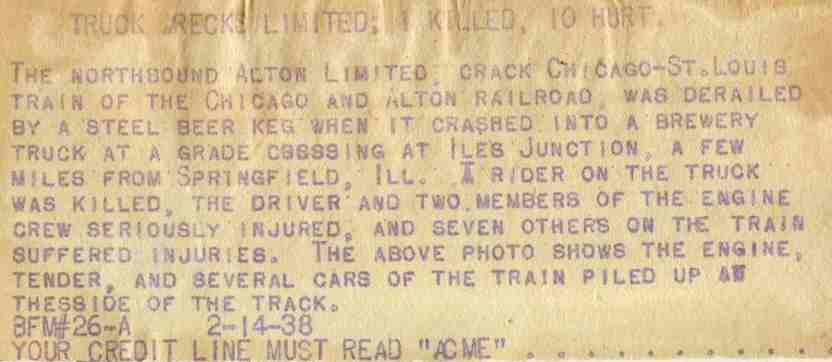 TRUCK WRECKS LIMITED; 1 KILLED, 10 HURT.
THE NORTHBOUND ALTON LIMITED, CRACK CHICAGO-ST.LOUIS
TRAIN OF THE CHICAGO AND ALTON RAILROAD, WAS DERAILED
BY A STEEL BEER KEG WHEN IT CRASHED INTO A BREWERY
TRUCK AT A GRADE CGSSSING AT ILES JUNCTION, A FEW
MILES FROM SPRINGFIELD, ILL. A RIDER ON THE TRUCK
WAS KILLED, THE DRIVER AND TWO MEMBERS OF THE ENGINE
CREW SERIOUSLY INJURED, AND SEVEN OTHERS ON THE TRAIN
SUFFERED INJURIES. THE ABOVE PHOTO SHOWS THE ENGINE,
TENDER, AND SEVERAL CARS OF THE TRAIN PILED UP AT
THESSIDE OF THE TRACK.
BFM#26-A 2-14-38
YOUR CREDIT LINE MUST READ "ACME" . . . . . . . . . .